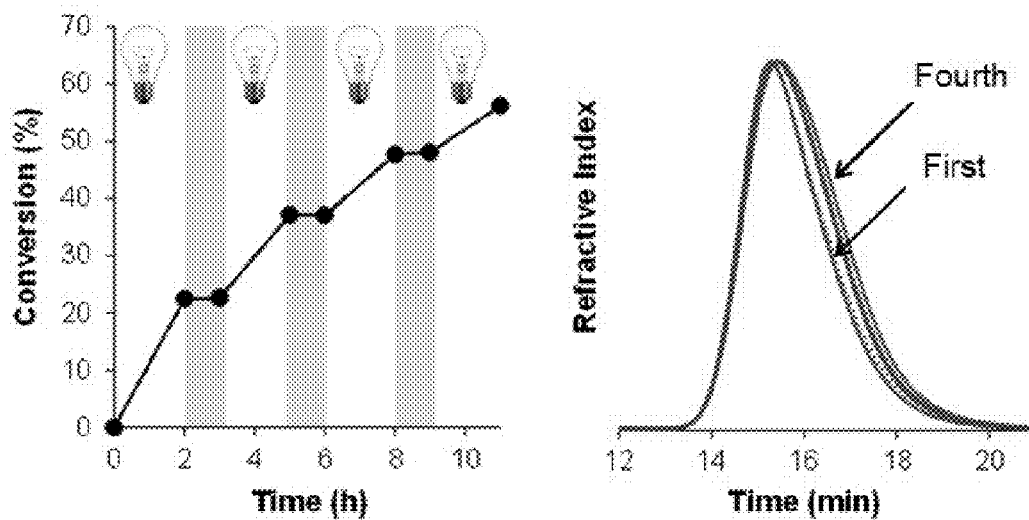 70
60
50
40
30
20
10
0
Conversion (%)
0 2 4 6 8 10
Time (h)
Refractive Index
Fourth
First
12 14 16 18 20
Time (min)